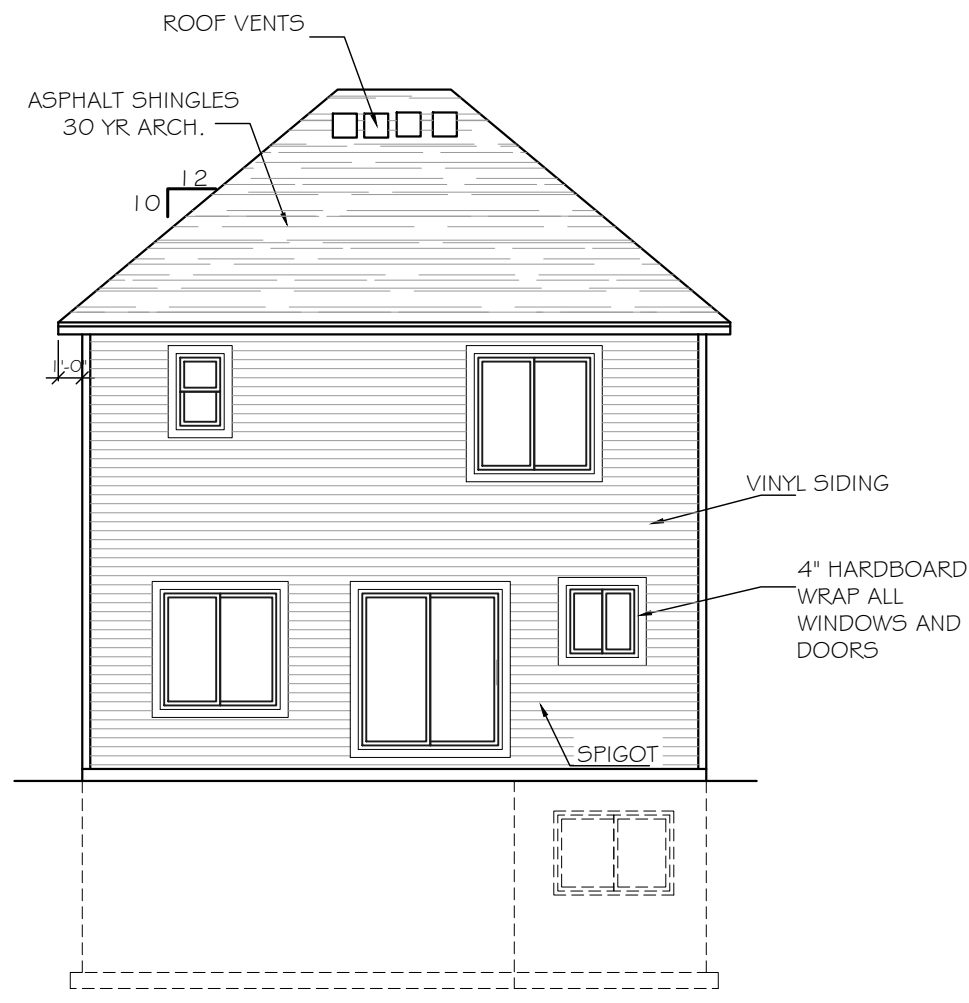 ROOF VENTS
ASPHALT SHINGLES
30 YR ARCH.
12
10
1'-0"
VINYL SIDING
4" HARDBOARD
WRAP ALL
WINDOWS AND
DOORS
SPIGOT